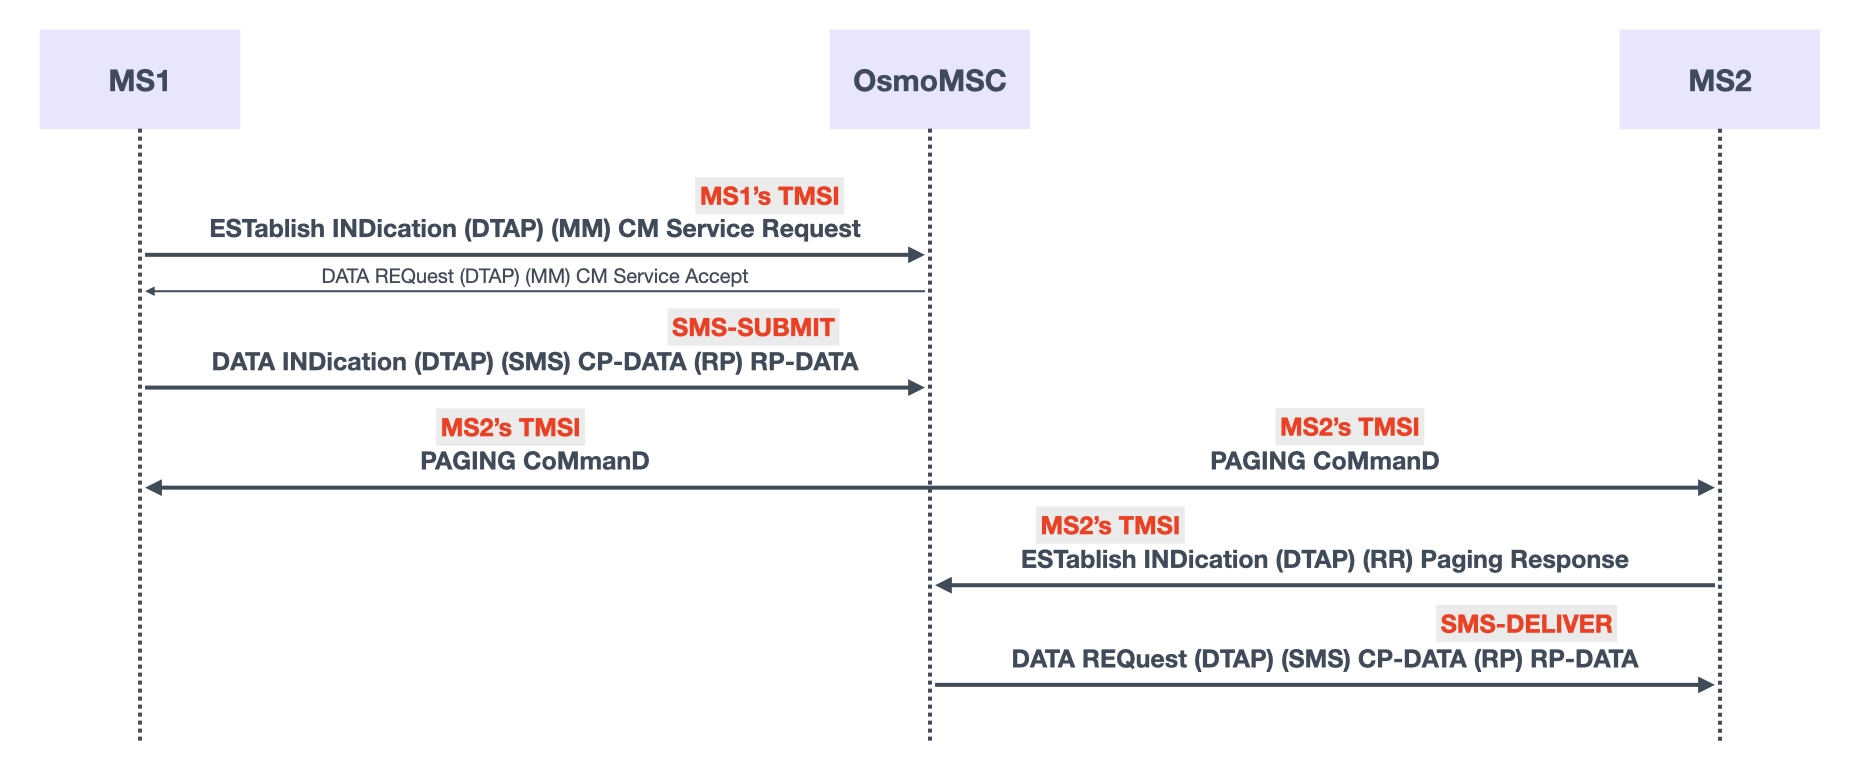 MS1
OsmoMSC
MS2
MS1’s TMSI
ESTablish INDication (DTAP) (MM) CM Service Request
DATA REQuest (DTAP) (MM) CM Service Accept
SMS-SUBMIT
DATA INDication (DTAP) (SMS) CP-DATA (RP) RP-DATA
MS2’s TMSI
PAGING CoMmanD
MS2’s TMSI
PAGING CoMmanD
MS2’s TMSI
ESTablish INDication (DTAP) (RR) Paging Response
SMS-DELIVER
DATA REQuest (DTAP) (SMS) CP-DATA (RP) RP-DATA